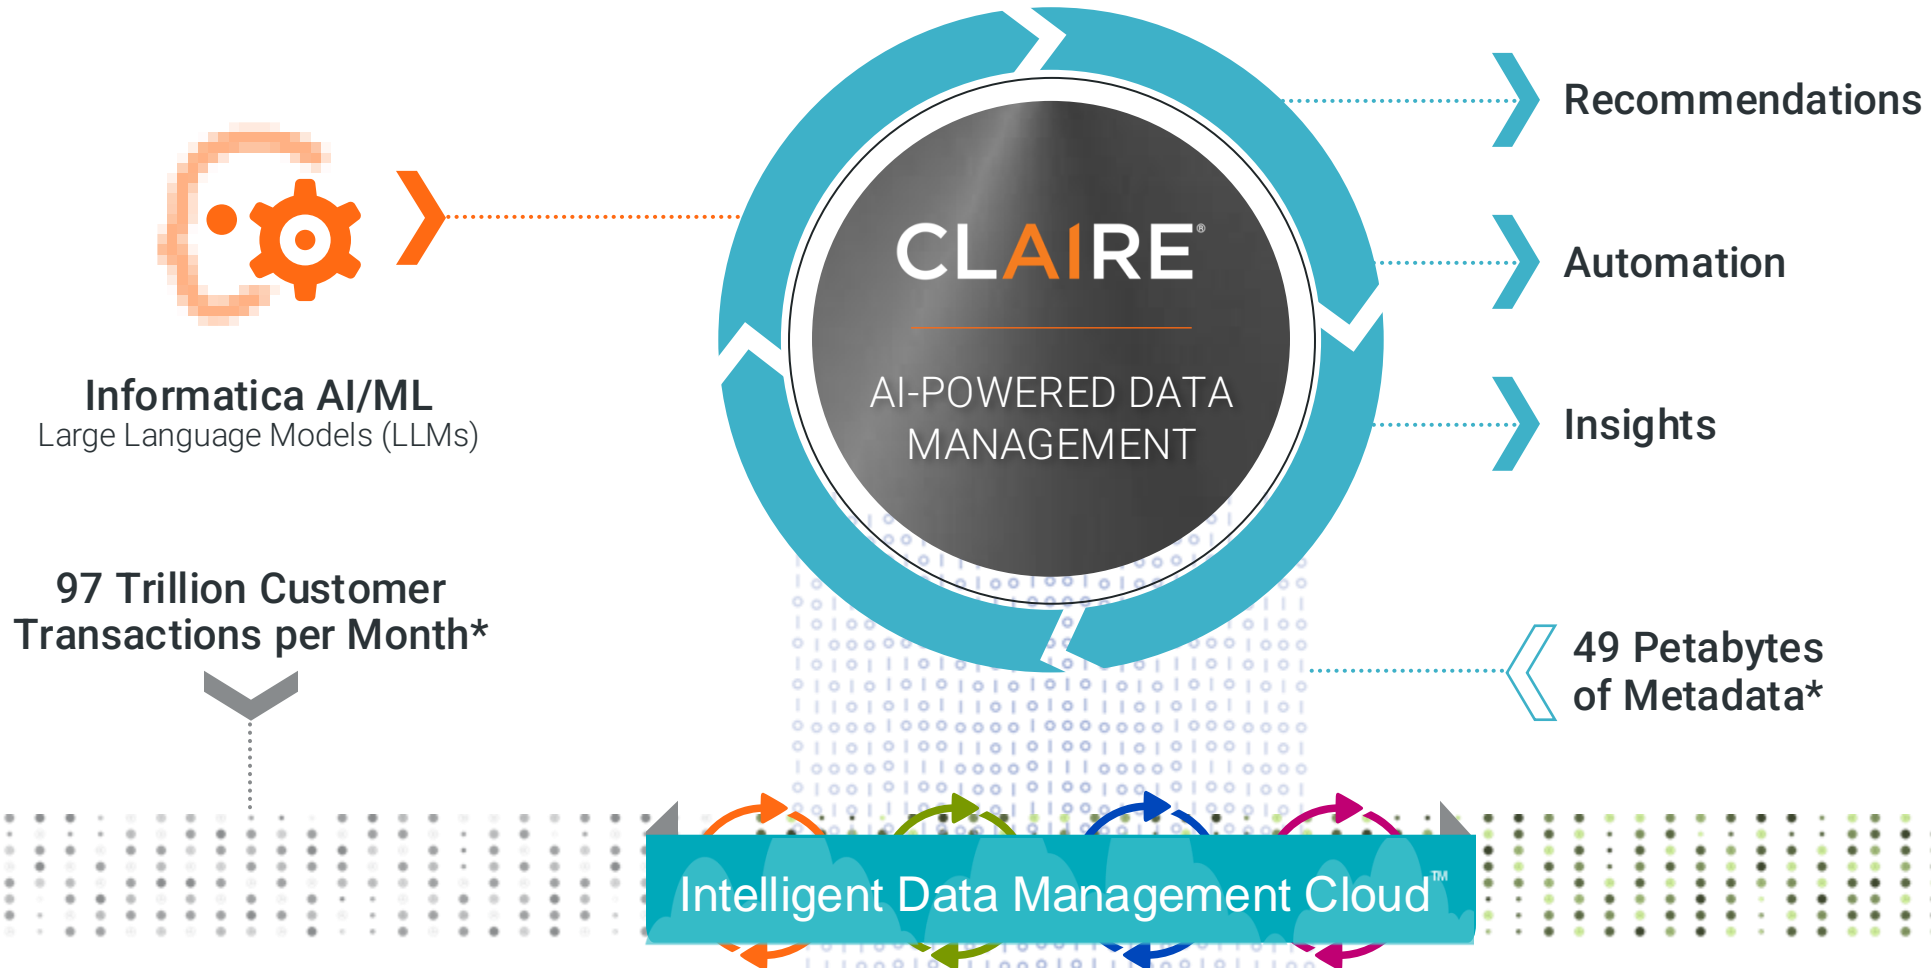 Informatica AI/ML
Large Language Models (LLMs)
97 Trillion Customer
Transactions per Month*
CLAIRE®
AI-POWERED DATA
MANAGEMENT
Recommendations
Automation
Insights
49 Petabytes
of Metadata*
Intelligent Data Management Cloud™